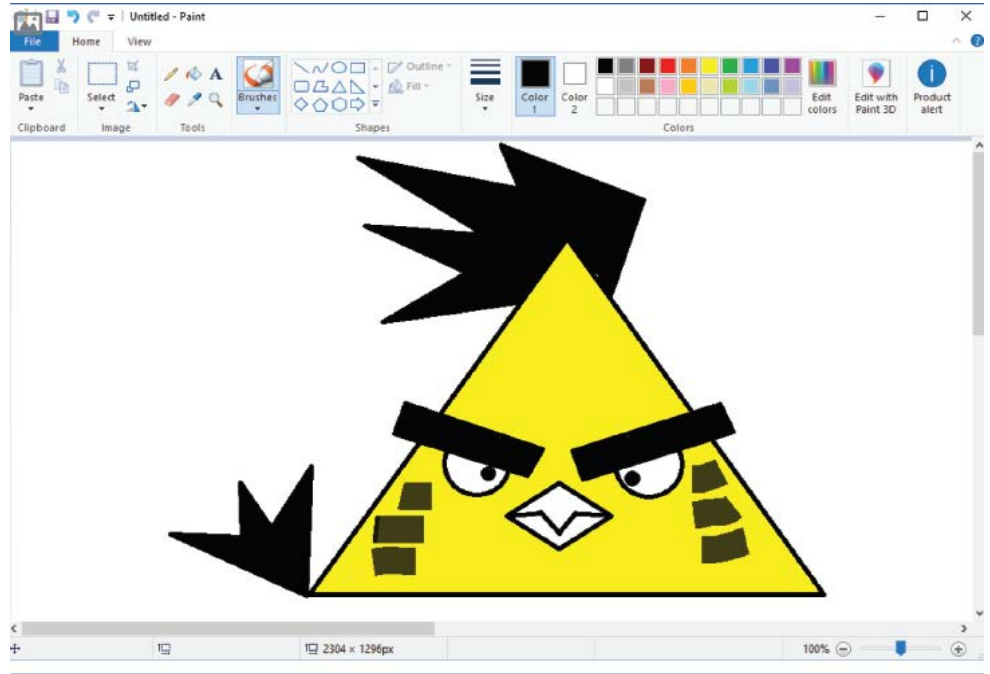 Untitled - Paint
File Home View
Paste
Select
A
Brushes
Outline
Fill
Size
Color 1
Color 2
Edit colors
Edit with Paint 3D
Product alert
Clipboard
Image
Tools
Shapes
Colors
2304 × 1296px
100%